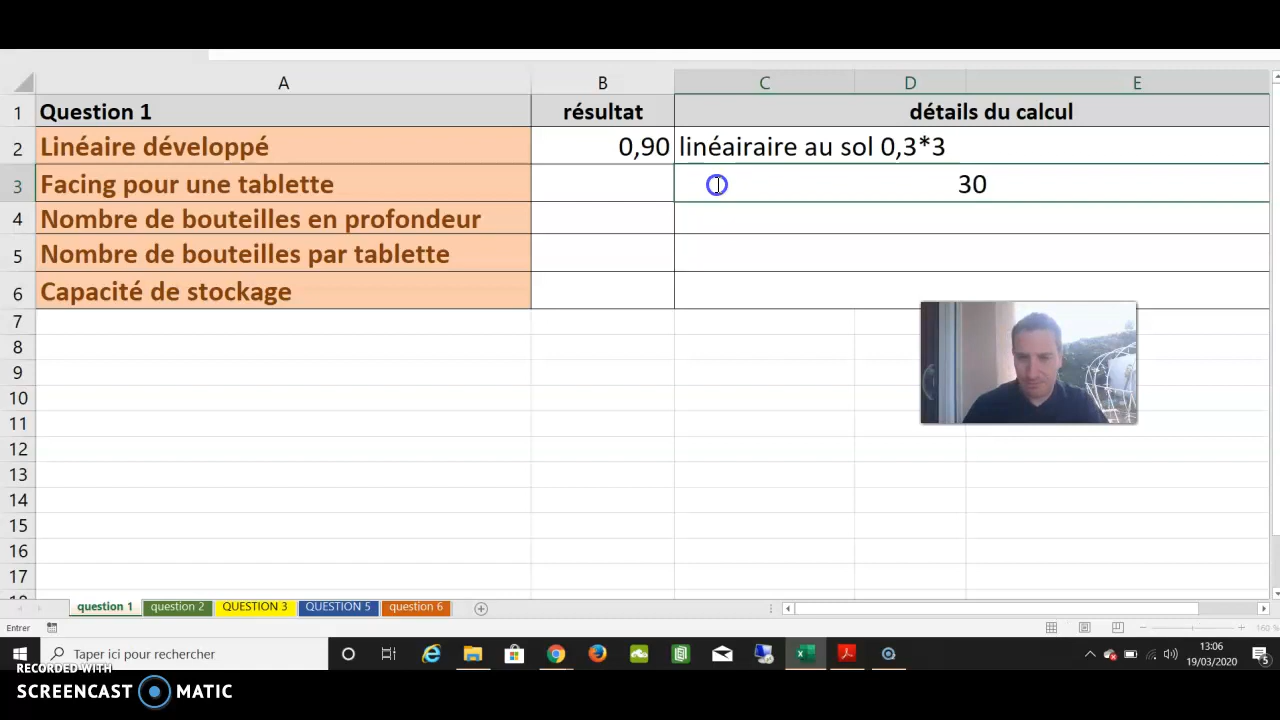 A B C D E
1 Question 1 résultat détails du calcul
2 Linéaire développé 0,90 linéairaire au sol 0,3*3
3 Facing pour une tablette 30
4 Nombre de bouteilles en profondeur
5 Nombre de bouteilles par tablette
6 Capacité de stockage
7
8
9
10
11
12
13
14
15
16
17
question 1 question 2 QUESTION 3 QUESTION 5 question 6
Entrer 160 %
Taper ici pour rechercher 13:06
19/03/2020 5
RECORDED WITH
SCREENCAST MATIC